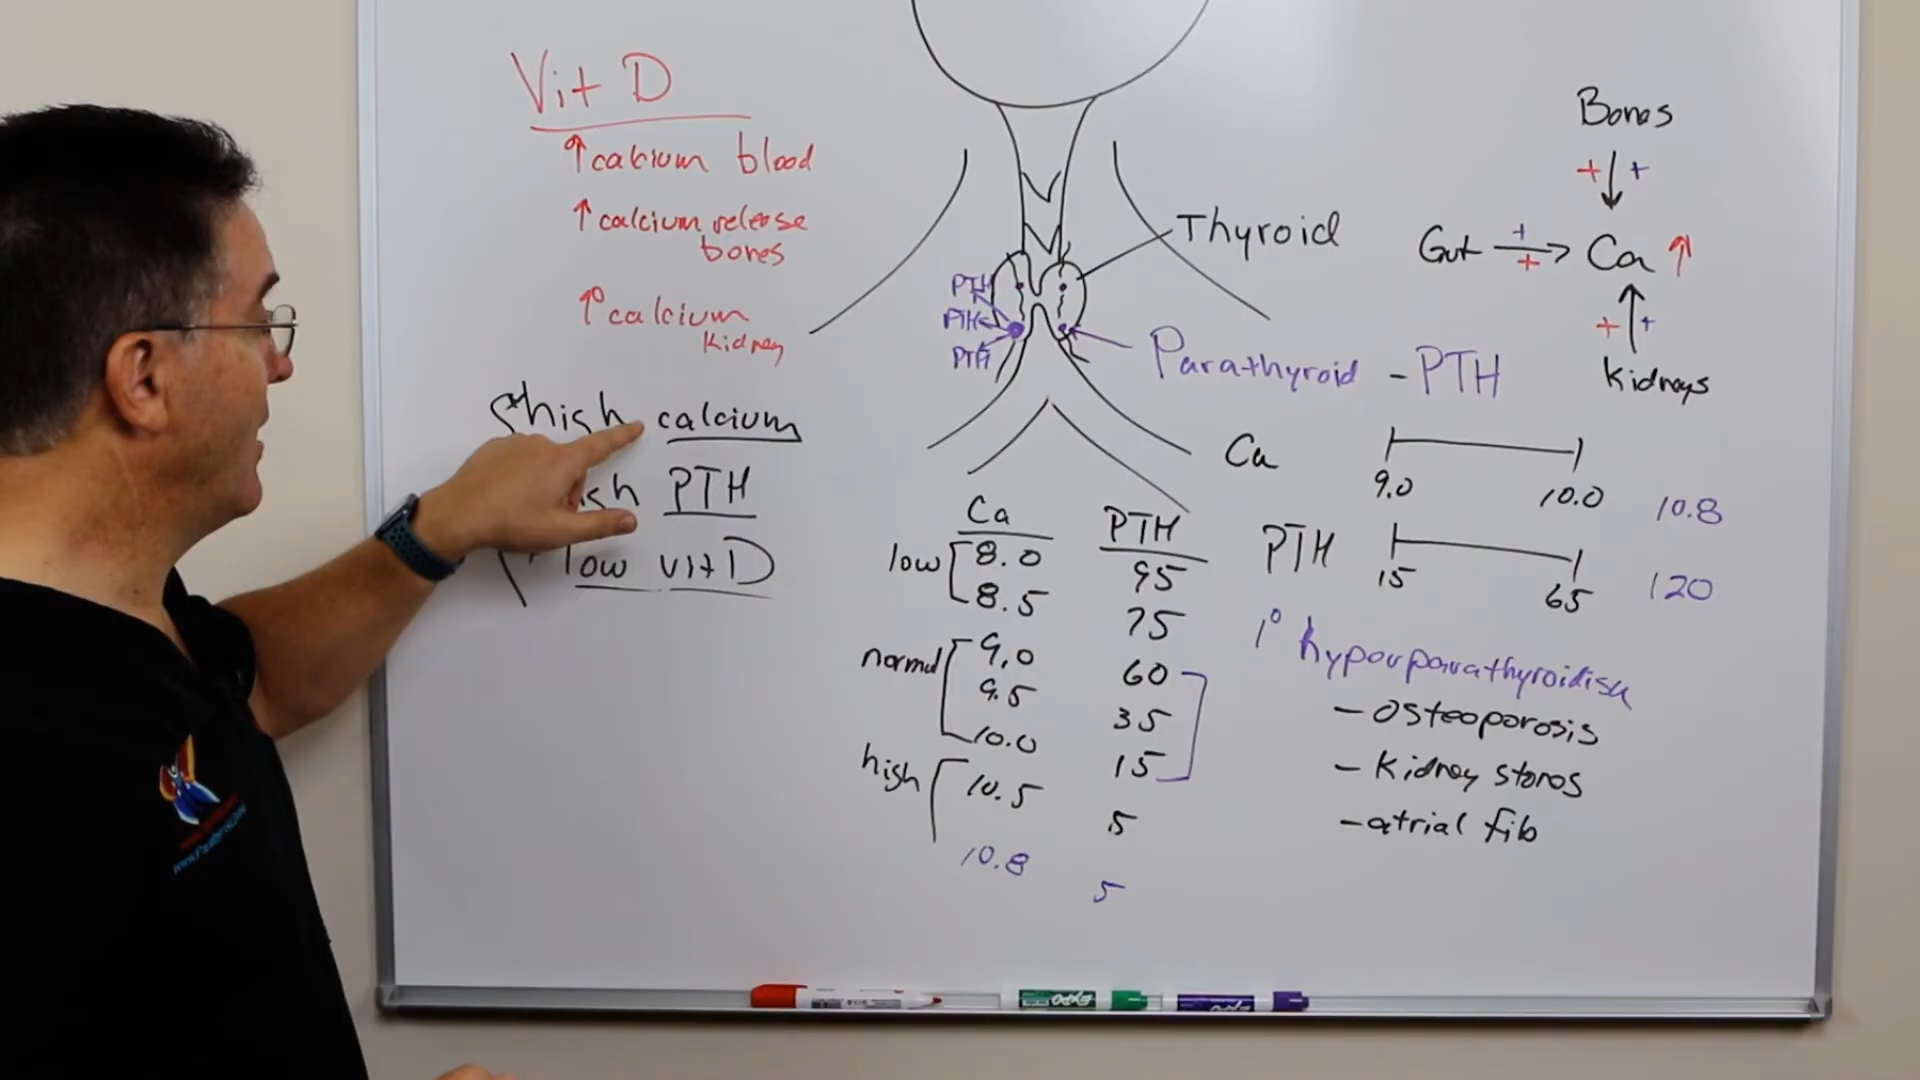 Vit D
↑ calcium blood
↑ calcium release
bones
↑ calcium
kidney
* high calcium
PTH
low vit D
PTH
PTH
PTH
Thyroid
Parathyroid - PTH
Bones
+ +
Gut + + Ca ↑
+ +
kidneys
Ca
9.0 10.0 10.8
PTH
15 65 120
Ca PTH
low 8.0 95
8.5 75
normal 9.0 60
9.5 35
10.0 15
high 10.5 5
10.8 5
1° hyperparathyroidism
- osteoporosis
- kidney stones
- atrial fib
EXPO
EXPO